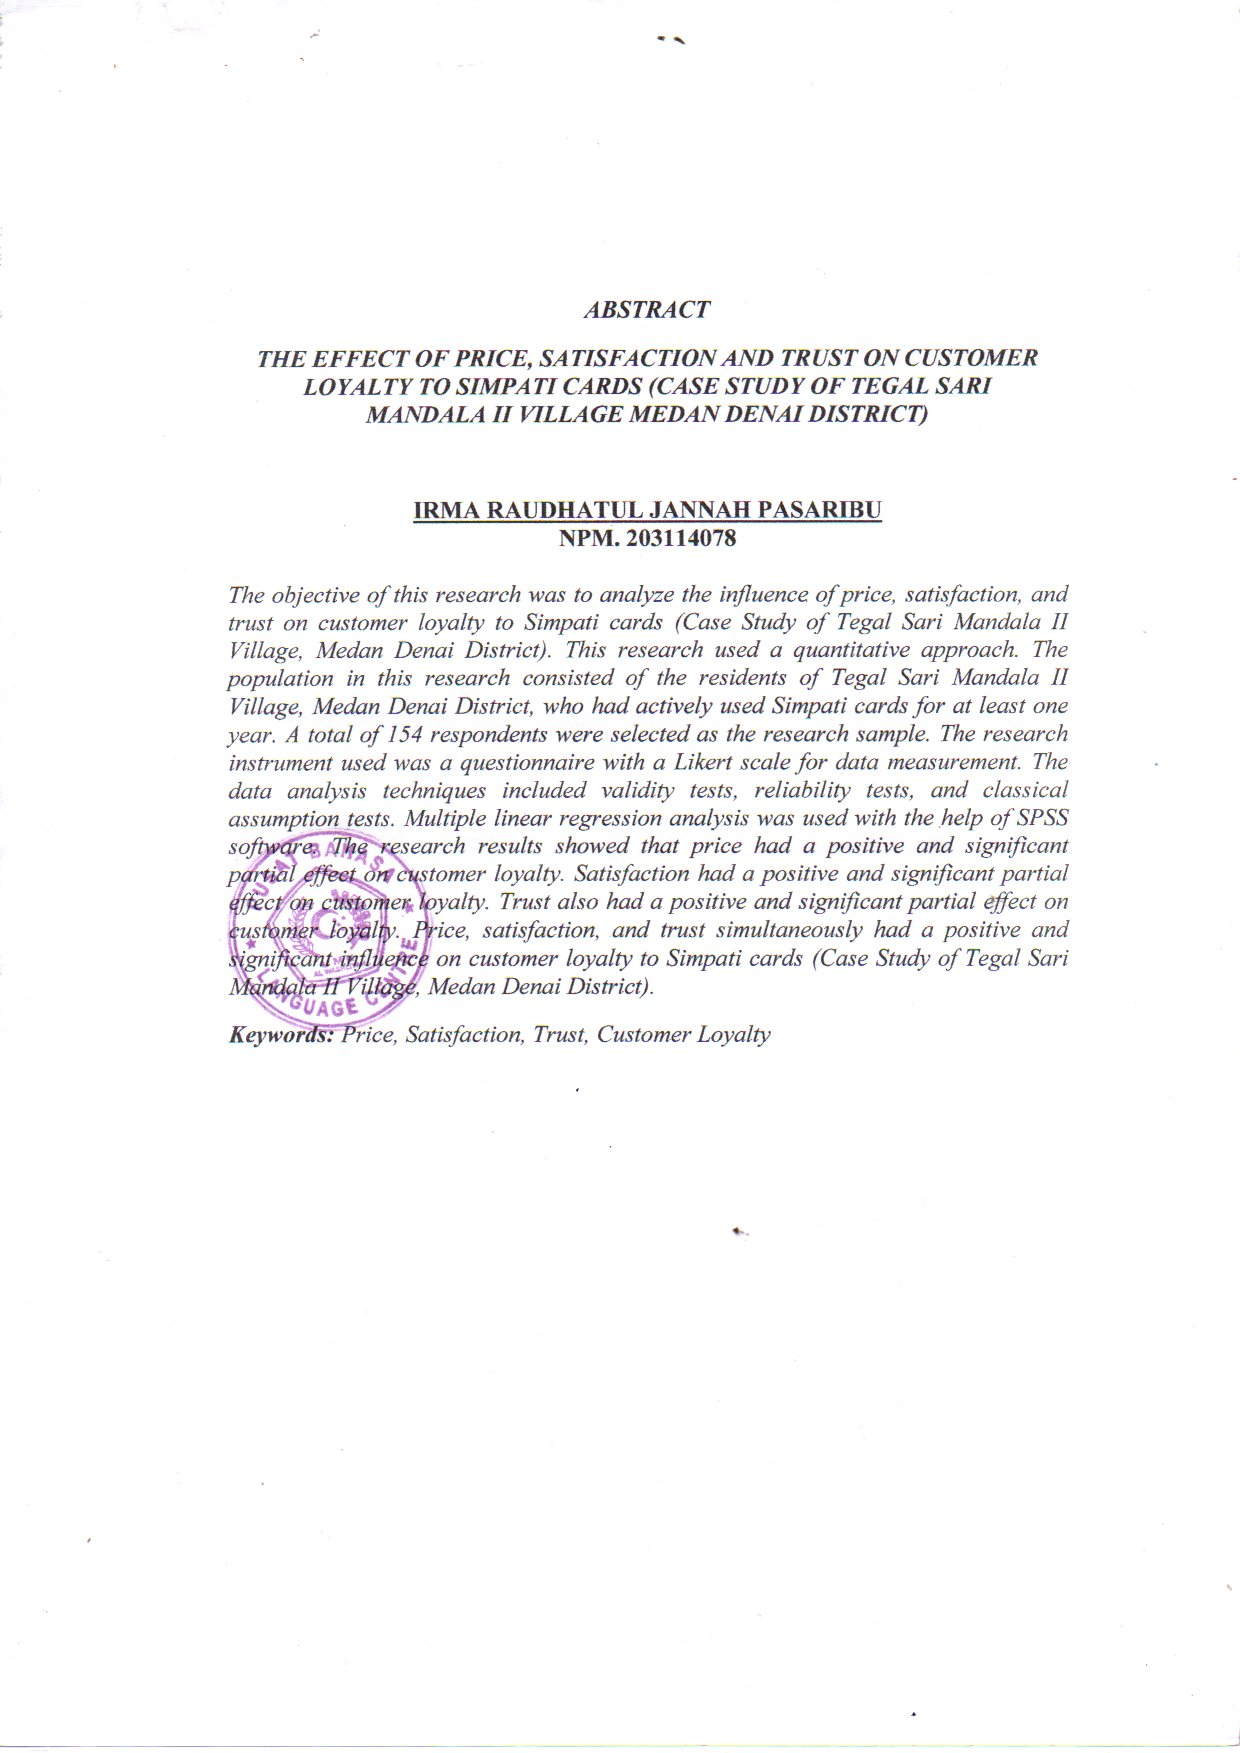 ABSTRACT
THE EFFECT OF PRICE, SATISFACTION AND TRUST ON CUSTOMER
LOYALTY TO SIMPATI CARDS (CASE STUDY OF TEGAL SARI
MANDALA II VILLAGE MEDAN DENAI DISTRICT)
IRMA RAUDHATUL JANNAH PASARIBU
NPM. 203114078
The objective of this research was to analyze the influence of price, satisfaction, and
trust on customer loyalty to Simpati cards (Case Study of Tegal Sari Mandala II
Village, Medan Denai District). This research used a quantitative approach. The
population in this research consisted of the residents of Tegal Sari Mandala II
Village, Medan Denai District, who had actively used Simpati cards for at least one
year. A total of 154 respondents were selected as the research sample. The research
instrument used was a questionnaire with a Likert scale for data measurement. The
data analysis techniques included validity tests, reliability tests, and classical
assumption tests. Multiple linear regression analysis was used with the help of SPSS
software. The research results showed that price had a positive and significant
partial effect on customer loyalty. Satisfaction had a positive and significant partial
effect on customer loyalty. Trust also had a positive and significant partial effect on
customer loyalty. Price, satisfaction, and trust simultaneously had a positive and
significant influence on customer loyalty to Simpati cards (Case Study of Tegal Sari
Mandala II Village, Medan Denai District).
Keywords: Price, Satisfaction, Trust, Customer Loyalty
PUSAT BAHASA
LANGUAGE CENTRE